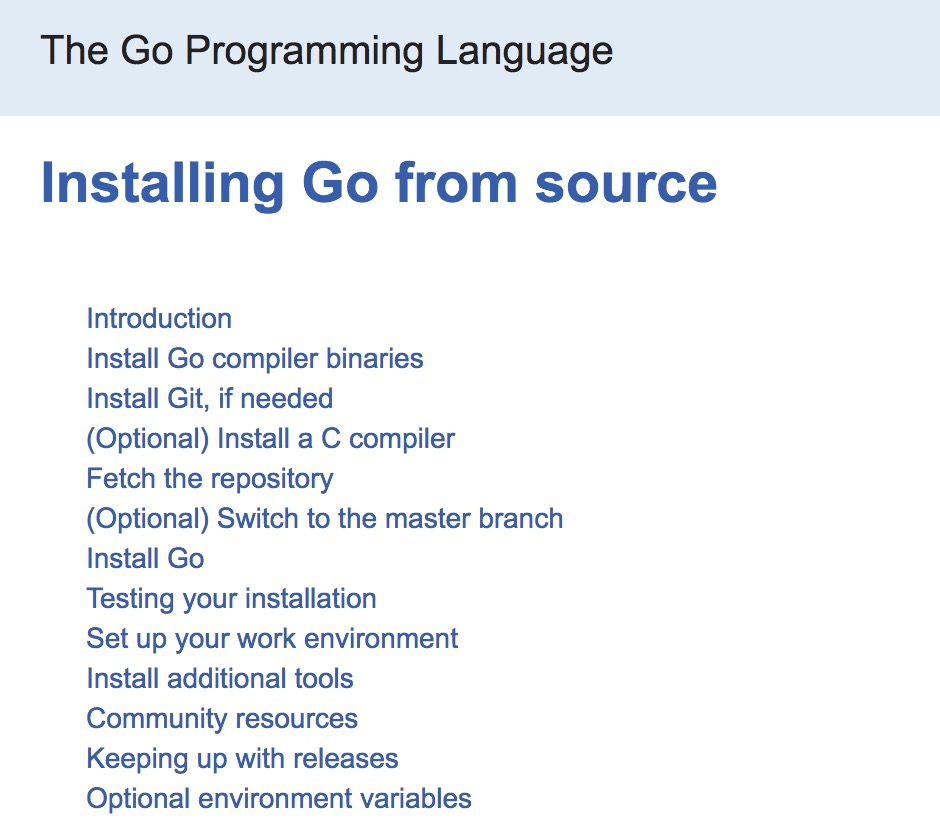 The Go Programming Language
Installing Go from source
Introduction
Install Go compiler binaries
Install Git, if needed
(Optional) Install a C compiler
Fetch the repository
(Optional) Switch to the master branch
Install Go
Testing your installation
Set up your work environment
Install additional tools
Community resources
Keeping up with releases
Optional environment variables